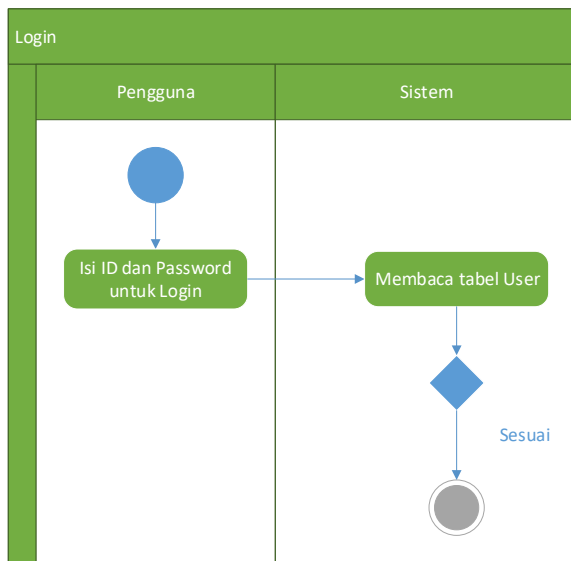 Login
Pengguna
Sistem
Isi ID dan Password
untuk Login
Membaca tabel User
Sesuai